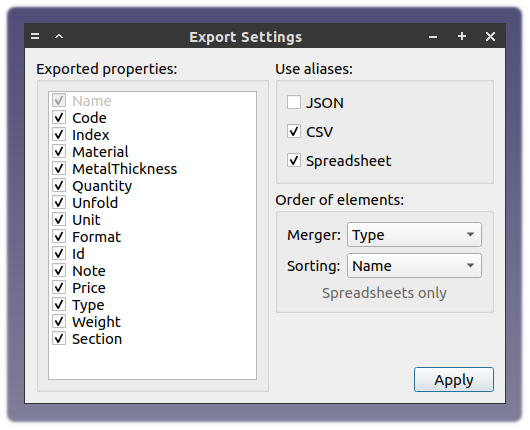 Export Settings
Exported properties:
Name
Code
Index
Material
MetalThickness
Quantity
Unfold
Unit
Format
Id
Note
Price
Type
Weight
Section
Use aliases:
JSON
CSV
Spreadsheet
Order of elements:
Merger: Type
Sorting: Name
Spreadsheets only
Apply